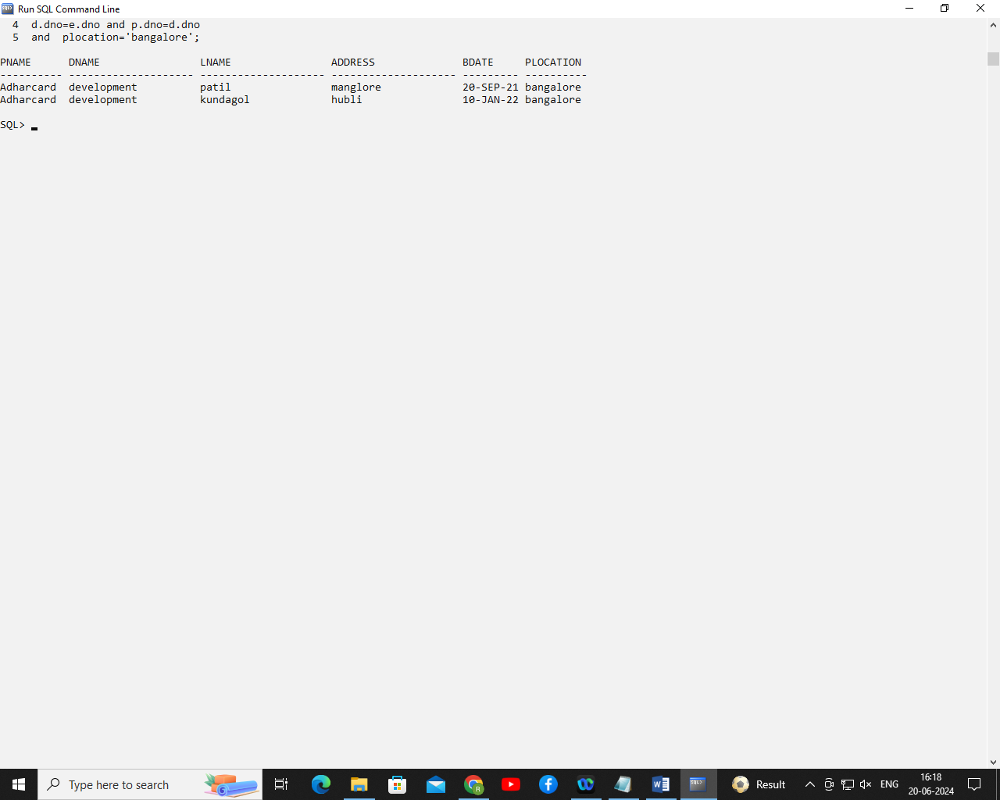 Run SQL Command Line
4  d.dno=e.dno and p.dno=d.dno
5  and  plocation='bangalore';
PNAME      DNAME                LNAME                ADDRESS              BDATE     PLOCATION
---------- -------------------- -------------------- -------------------- --------- ----------
Adharcard  development          patil                manglore             20-SEP-21 bangalore
Adharcard  development          kundagol             hubli                10-JAN-22 bangalore
SQL> _
Type here to search
Result
ENG
16:18
20-06-2024